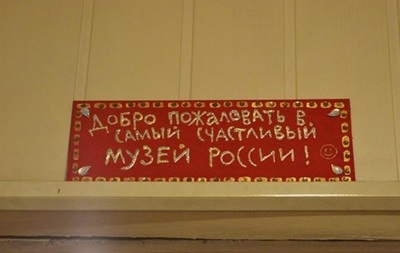 Добро пожаловать в
самый счастливый
музей России!